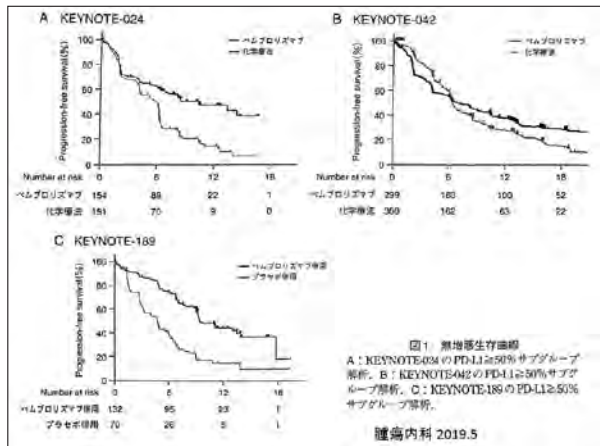 A KEYNOTE-024
Progression-free survival(%)
100
80
60
40
20
0
ペムブロリズマブ
化学療法
0 6 12 18
Number at risk
ペムブロリズマブ 154 89 22 1
化学療法 151 70 9 0
B KEYNOTE-042
Progression-free survival(%)
100
80
60
40
20
0
ペムブロリズマブ
化学療法
0 6 12 18
Number at risk
ペムブロリズマブ 299 160 100 52
化学療法 300 162 63 22
C KEYNOTE-189
Progression-free survival(%)
100
80
60
40
20
0
ペムブロリズマブ併用
プラセボ併用
0 6 12 18
Number at risk
ペムブロリズマブ併用 132 95 23 1
プラセボ併用 70 26 5 1
図1 無増悪生存曲線
A:KEYNOTE-024のPD-L1≧50%サブグループ
解析.B:KEYNOTE-042のPD-L1≧50%サブグ
ループ解析.C:KEYNOTE-189のPD-L1≧50%
サブグループ解析.
腫瘍内科 2019.5